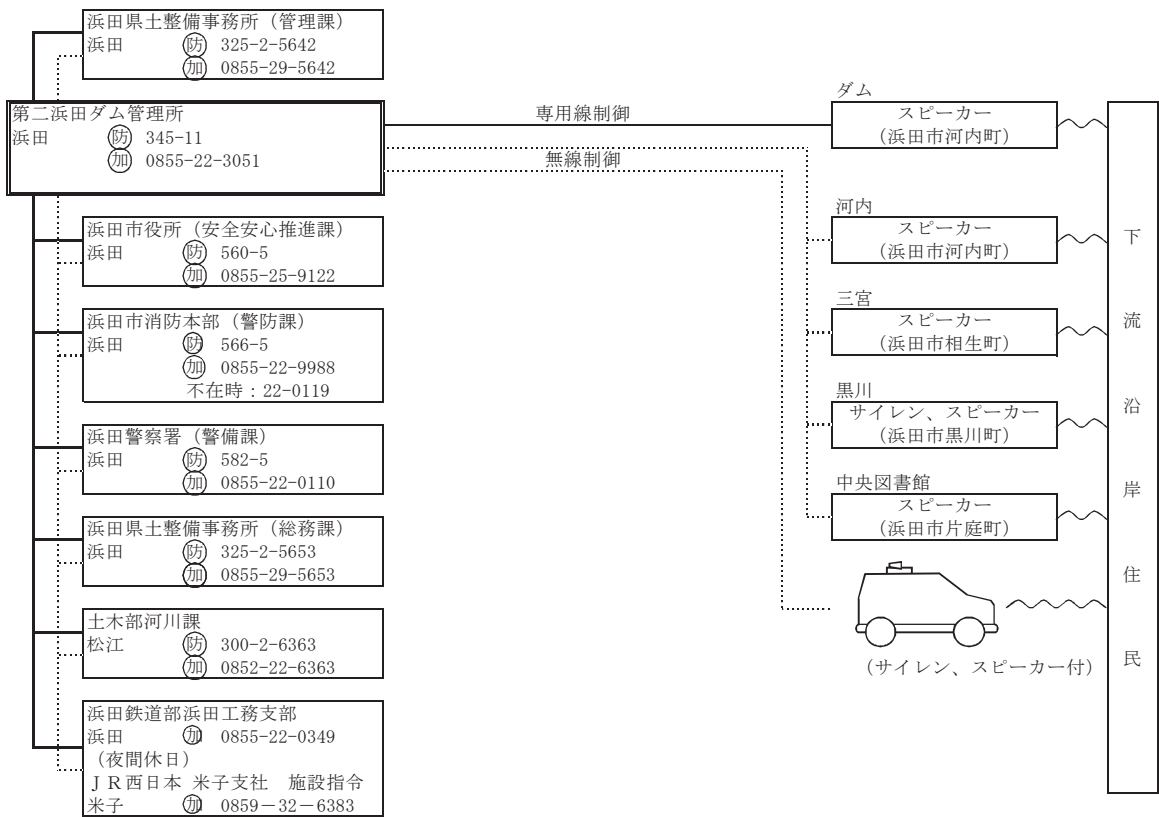 浜田県土整備事務所（管理課）
浜田　防　325-2-5642
加　0855-29-5642
第二浜田ダム管理所
浜田　防　345-11
加　0855-22-3051
浜田市役所（安全安心推進課）
浜田　防　560-5
加　0855-25-9122
浜田市消防本部（警防課）
浜田　防　566-5
加　0855-22-9988
不在時：22-0119
浜田警察署（警備課）
浜田　防　582-5
加　0855-22-0110
浜田県土整備事務所（総務課）
浜田　防　325-2-5653
加　0855-29-5653
土木部河川課
松江　防　300-2-6363
加　0852-22-6363
浜田鉄道部浜田工務支部
浜田　加　0855-22-0349
（夜間休日）
ＪＲ西日本 米子支社　施設指令
米子　加　0859－32－6383
専用線制御
無線制御
ダム
スピーカー
（浜田市河内町）
河内
スピーカー
（浜田市河内町）
三宮
スピーカー
（浜田市相生町）
黒川
サイレン、スピーカー
（浜田市黒川町）
中央図書館
スピーカー
（浜田市片庭町）
（サイレン、スピーカー付）
下流沿岸住民